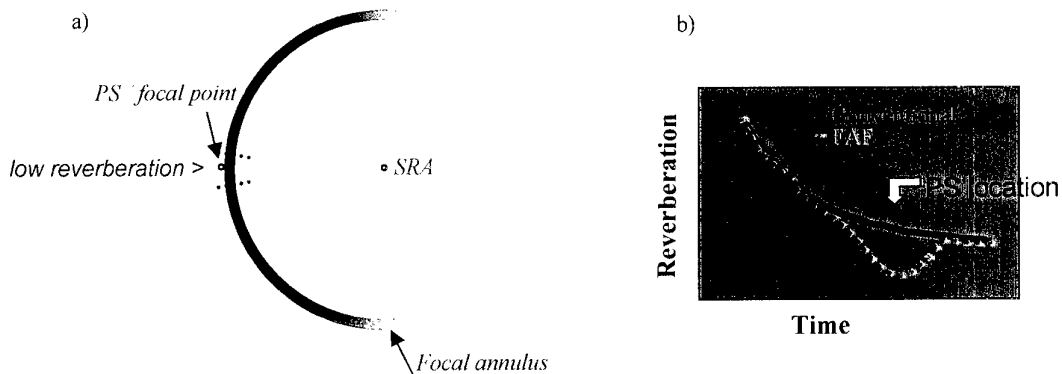 a)
PS focal point
low reverberation >
SRA
Focal annulus
b)
Reverberation
Conventional
FAF
PS location
Time